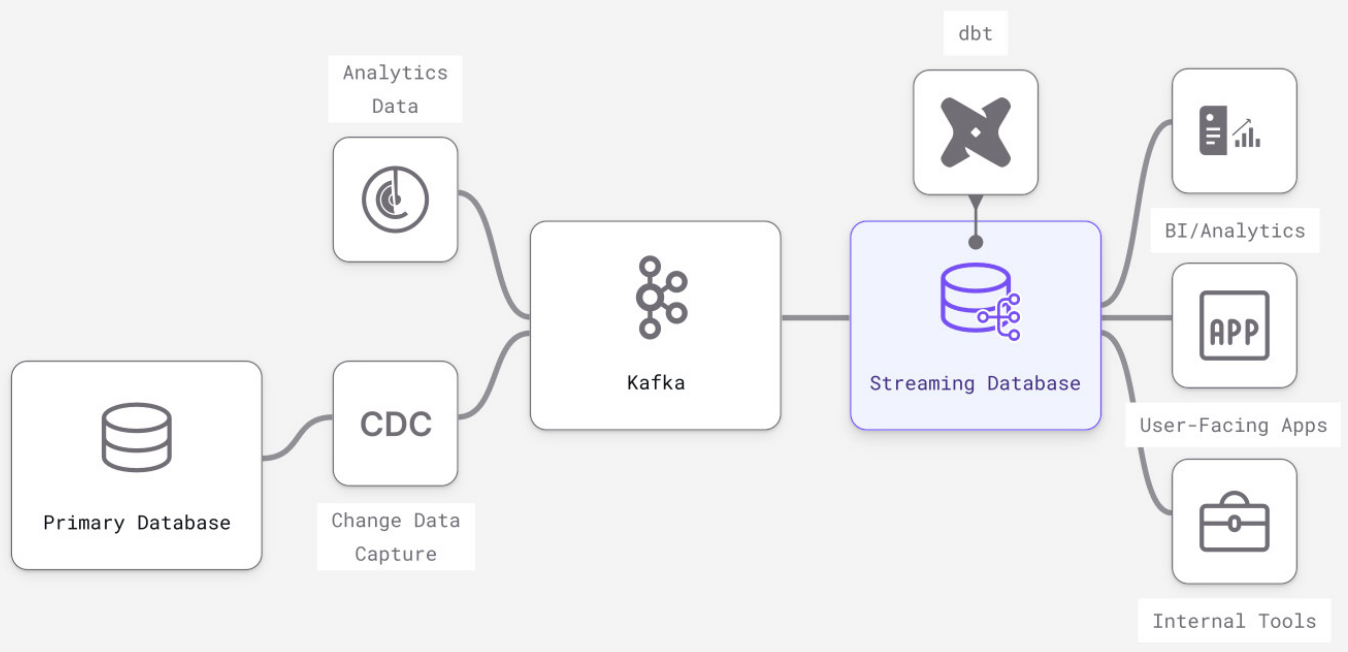 dbt
Analytics
Data
BI/Analytics
APP
Kafka
Streaming Database
CDC
User-Facing Apps
Primary Database
Change Data
Capture
Internal Tools